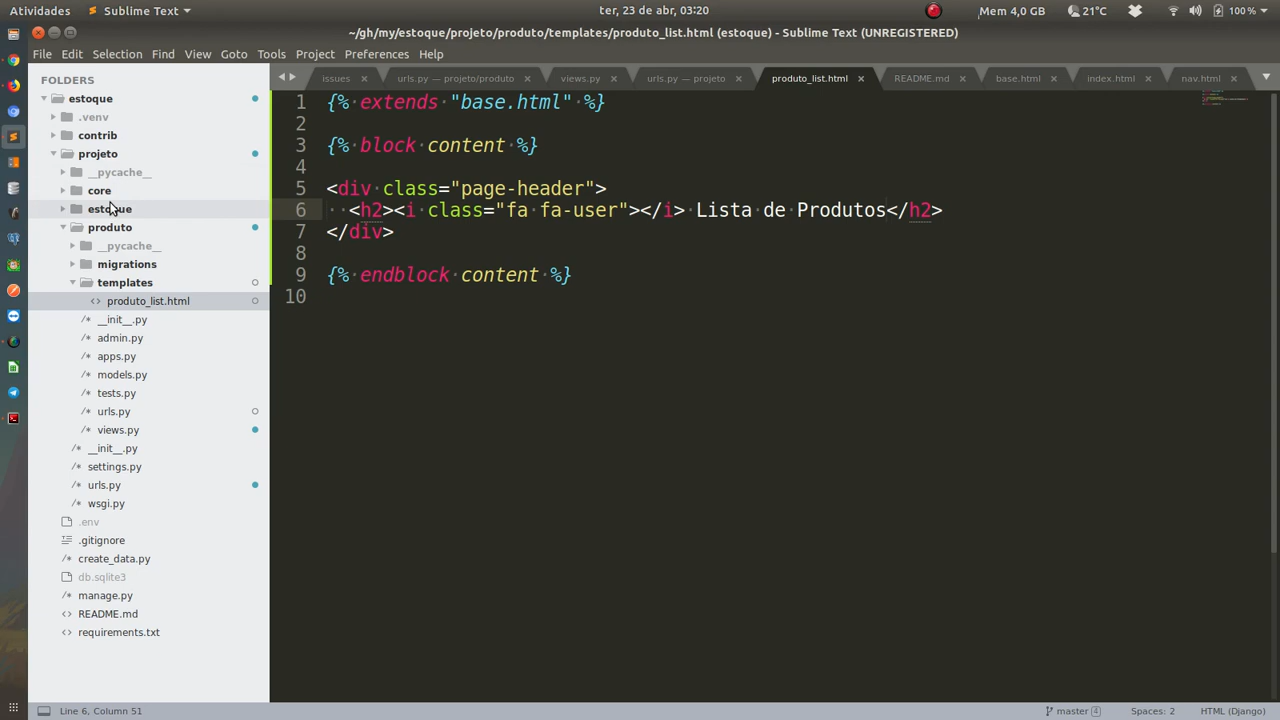 Atividades
Sublime Text
ter, 23 de abr, 03:20
Mem 4,0 GB
21°C
100%
~/gh/my/estoque/projeto/produto/templates/produto_list.html (estoque) - Sublime Text (UNREGISTERED)
File Edit Selection Find View Goto Tools Project Preferences Help
FOLDERS
estoque
.venv
contrib
projeto
__pycache__
core
estoque
produto
__pycache__
migrations
templates
produto_list.html
__init__.py
admin.py
apps.py
models.py
tests.py
urls.py
views.py
__init__.py
settings.py
urls.py
wsgi.py
.env
.gitignore
create_data.py
db.sqlite3
manage.py
README.md
requirements.txt
issues
urls.py — projeto/produto
views.py
urls.py — projeto
produto_list.html
README.md
base.html
index.html
nav.html
1 {% extends "base.html" %}
2
3 {% block content %}
4
5 <div class="page-header">
6 <h2><i class="fa fa-user"></i> Lista de Produtos</h2>
7 </div>
8
9 {% endblock content %}
10
Line 6, Column 51
master 4
Spaces: 2
HTML (Django)